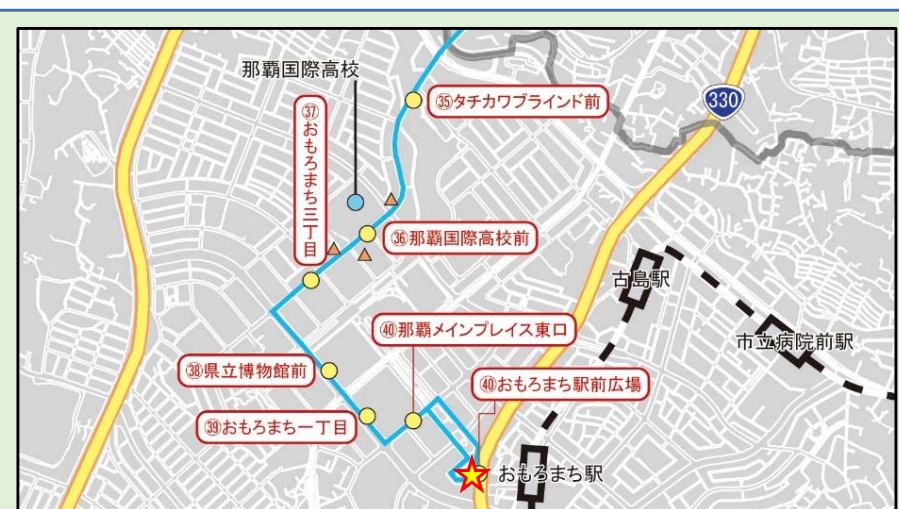 那覇国際高校
㉟タチカワブラインド前
330
㊲おもろまち三丁目
㊱那覇国際高校前
古島駅
㊵那覇メインプレイス東口
市立病院前駅
㊳県立博物館前
㊵おもろまち駅前広場
㊴おもろまち一丁目
おもろまち駅